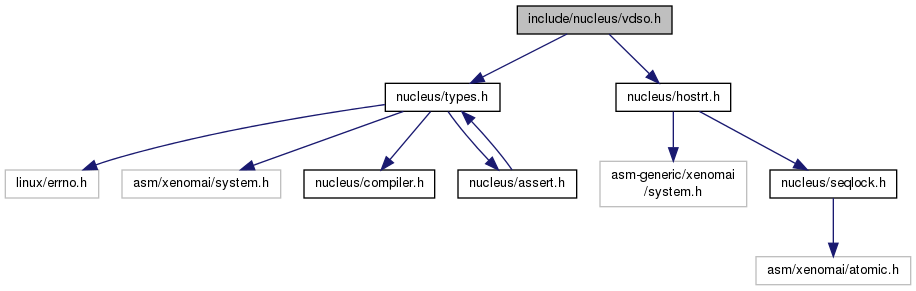 include/nucleus/vdso.h
nucleus/types.h
nucleus/hostrt.h
linux/errno.h
asm/xenomai/system.h
nucleus/compiler.h
nucleus/assert.h
asm-generic/xenomai
/system.h
nucleus/seqlock.h
asm/xenomai/atomic.h